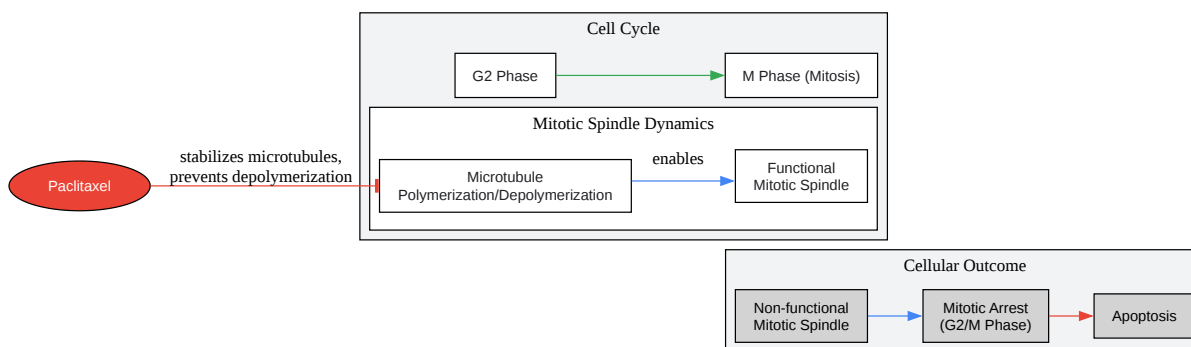 Cell Cycle
G2 Phase
M Phase (Mitosis)
Mitotic Spindle Dynamics
stabilizes microtubules,
prevents depolymerization
Paclitaxel
Microtubule
Polymerization/Depolymerization
enables
Functional
Mitotic Spindle
Cellular Outcome
Non-functional
Mitotic Spindle
Mitotic Arrest
(G2/M Phase)
Apoptosis